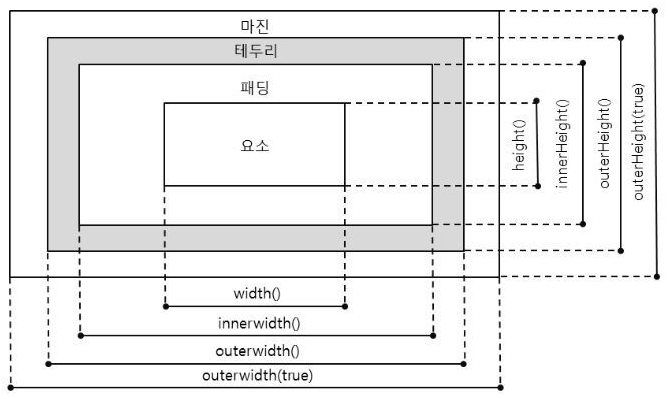 마진
테두리
패딩
요소
height()
innerHeight()
outerHeight()
outerHeight(true)
width()
innerwidth()
outerwidth()
outerwidth(true)